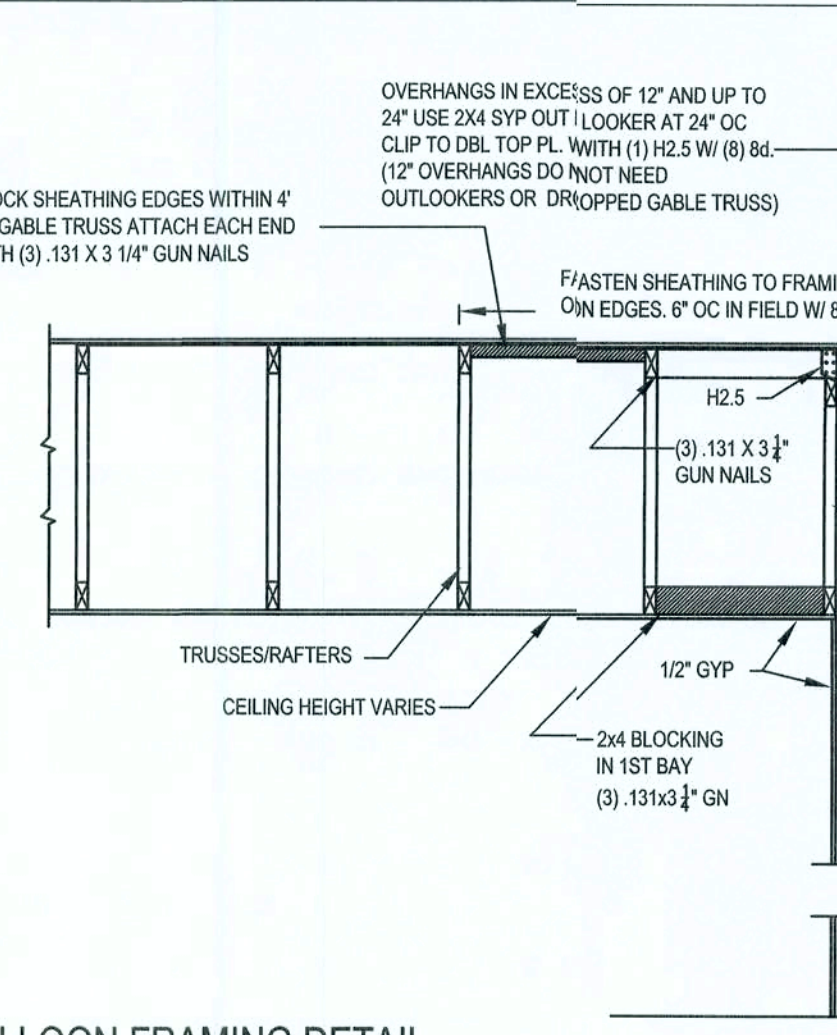 OVERHANGS IN EXCESS OF 12" AND UP TO
24" USE 2X4 SYP OUT LOOKER AT 24" OC
CLIP TO DBL TOP PL. WITH (1) H2.5 W/ (8) 8d.
(12" OVERHANGS DO NOT NEED
OUTLOOKERS OR DROPPED GABLE TRUSS)
OCK SHEATHING EDGES WITHIN 4'
GABLE TRUSS ATTACH EACH END
TH (3) .131 X 3 1/4" GUN NAILS
FASTEN SHEATHING TO FRAMI
ON EDGES. 6" OC IN FIELD W/ 8
H2.5
(3) .131 X 3 1/4"
GUN NAILS
TRUSSES/RAFTERS
1/2" GYP
CEILING HEIGHT VARIES
2x4 BLOCKING
IN 1ST BAY
(3) .131x3 1/4" GN
LOON FRAMING DETAIL